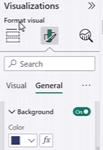 Visualizations
Format visual
Search
Visual General
Background On
Color
fx